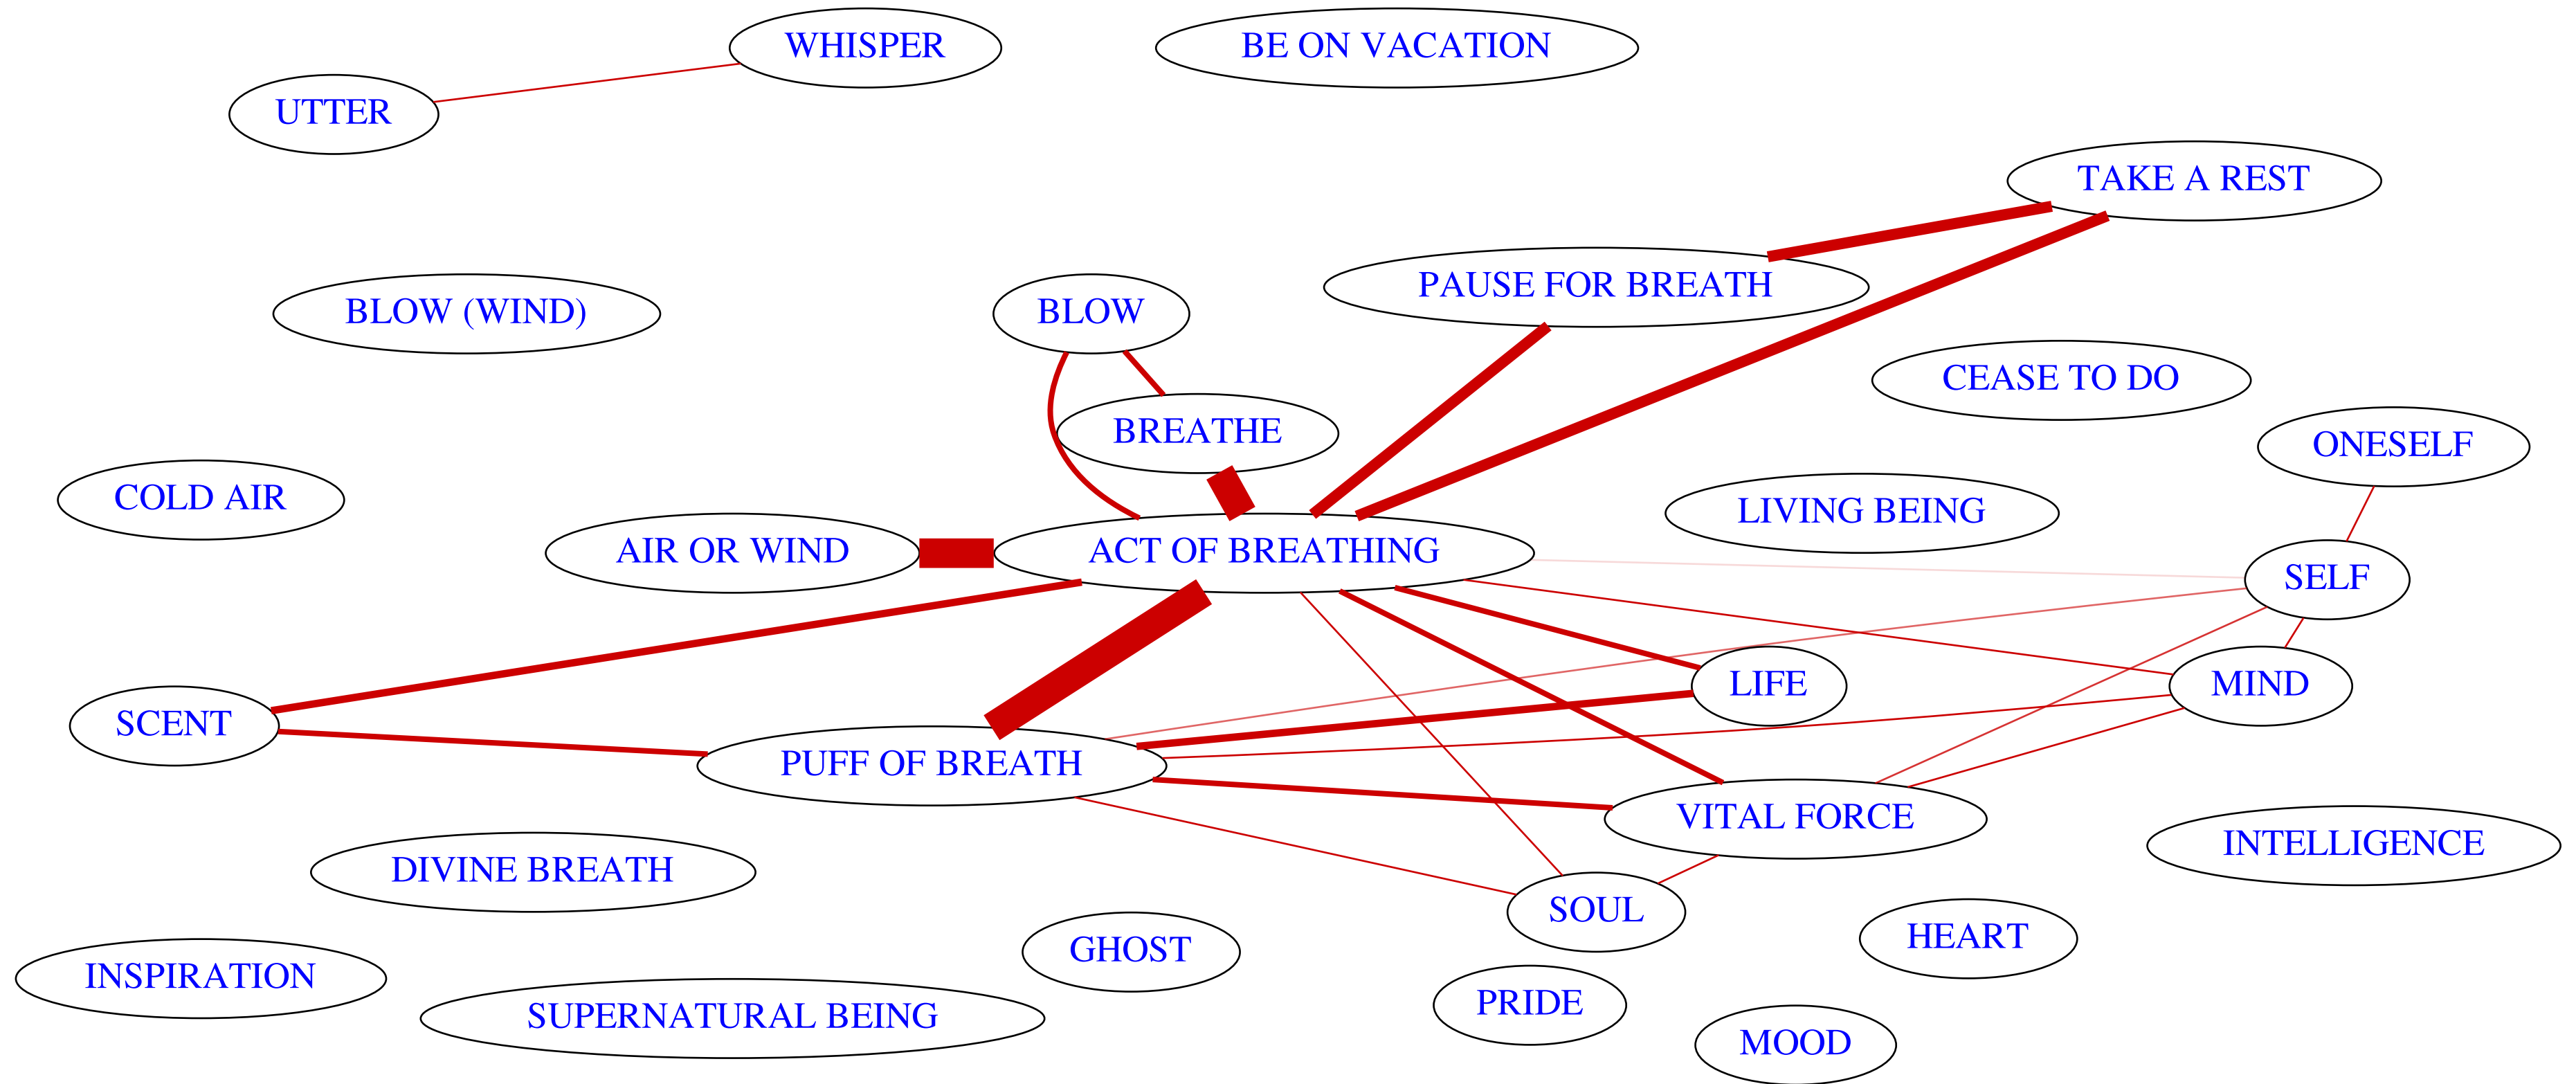 WHISPER
BE ON VACATION
UTTER
TAKE A REST
PAUSE FOR BREATH
BLOW (WIND)
BLOW
CEASE TO DO
BREATHE
ONESELF
COLD AIR
LIVING BEING
AIR OR WIND
ACT OF BREATHING
SELF
LIFE
MIND
SCENT
PUFF OF BREATH
VITAL FORCE
INTELLIGENCE
DIVINE BREATH
SOUL
HEART
GHOST
INSPIRATION
PRIDE
SUPERNATURAL BEING
MOOD